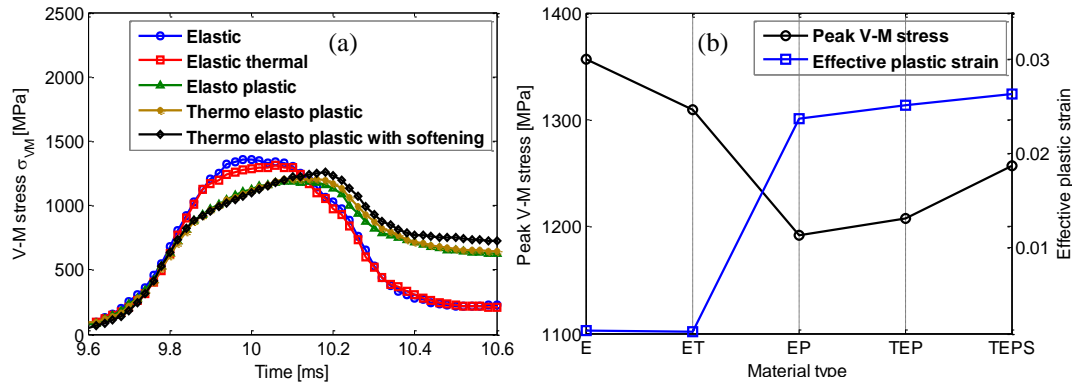 (a)
Elastic
Elastic thermal
Elasto plastic
Thermo elasto plastic
Thermo elasto plastic with softening
V-M stress σVM [MPa]
2500
2000
1500
1000
500
0
9.6 9.8 10 10.2 10.4 10.6
Time [ms]
(b)
Peak V-M stress
Effective plastic strain
Peak V-M stress [MPa]
1400
1300
1200
1100
E ET EP TEP TEPS
Material type
0.03
0.02
0.01
0
Effective plastic strain